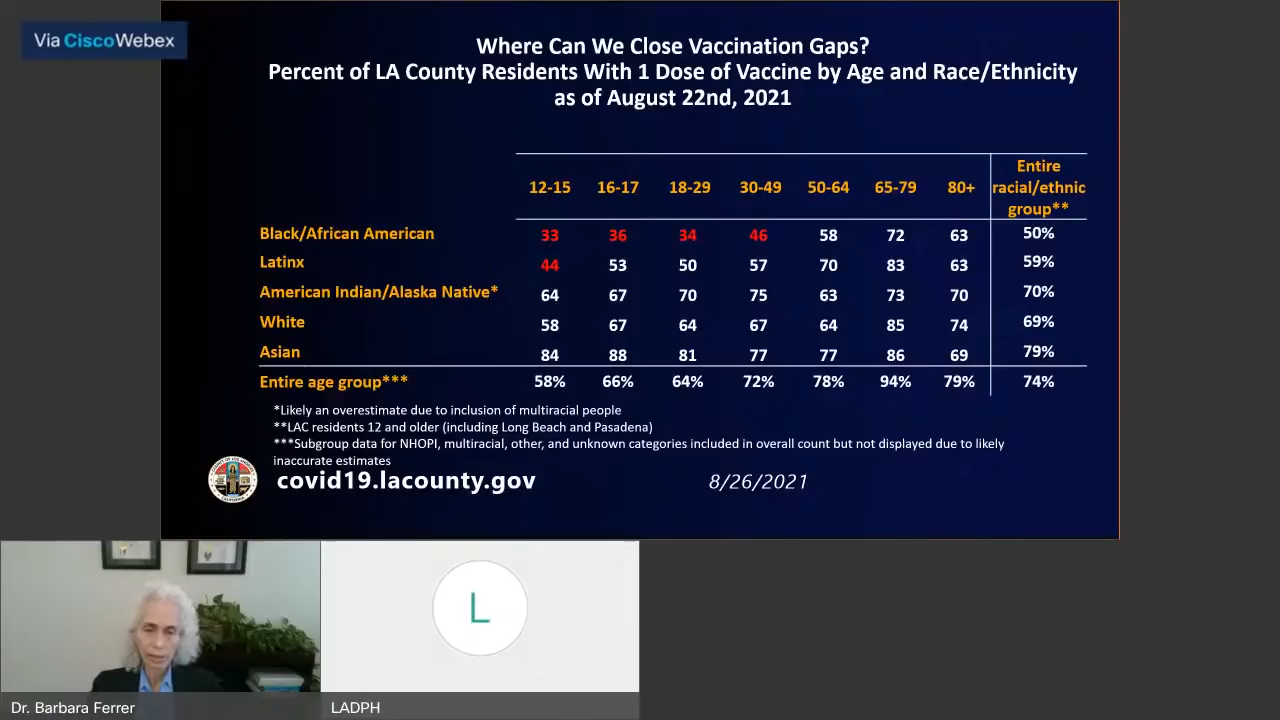 Via CiscoWebex
Where Can We Close Vaccination Gaps?
Percent of LA County Residents With 1 Dose of Vaccine by Age and Race/Ethnicity
as of August 22nd, 2021
12-15 16-17 18-29 30-49 50-64 65-79 80+ Entire
racial/ethnic
group**
Black/African American 33 36 34 46 58 72 63 50%
Latinx 44 53 50 57 70 83 63 59%
American Indian/Alaska Native* 64 67 70 75 63 73 70 70%
White 58 67 64 67 64 85 74 69%
Asian 84 88 81 77 77 86 69 79%
Entire age group*** 58% 66% 64% 72% 78% 94% 79% 74%
*Likely an overestimate due to inclusion of multiracial people
**LAC residents 12 and older (including Long Beach and Pasadena)
***Subgroup data for NHOPI, multiracial, other, and unknown categories included in overall count but not displayed due to likely
inaccurate estimates
covid19.lacounty.gov 8/26/2021
L
Dr. Barbara Ferrer LADPH